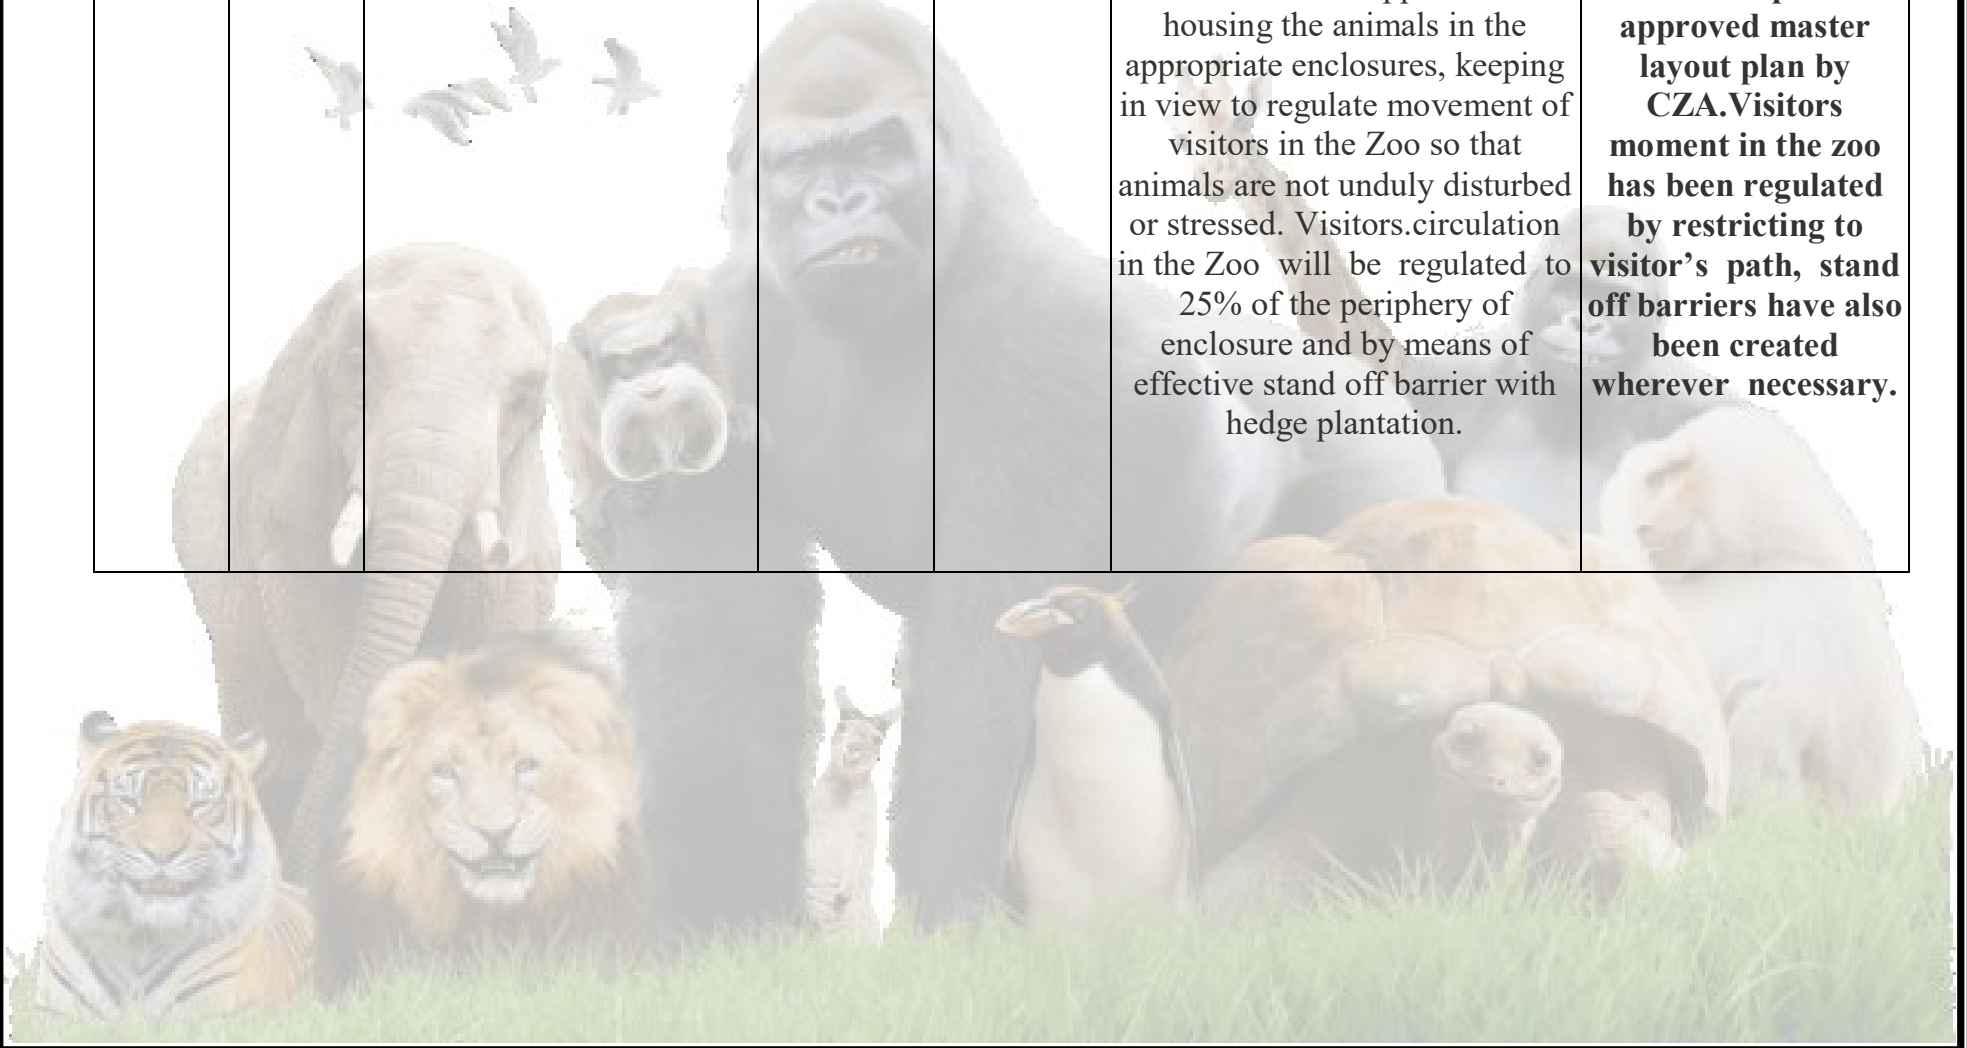 housing the animals in the
appropriate enclosures, keeping
in view to regulate movement of
visitors in the Zoo so that
animals are not unduly disturbed
or stressed. Visitors.circulation
in the Zoo will be regulated to
25% of the periphery of
enclosure and by means of
effective stand off barrier with
hedge plantation.
approved master
layout plan by
CZA.Visitors
moment in the zoo
has been regulated
by restricting to
visitor’s path, stand
off barriers have also
been created
wherever necessary.